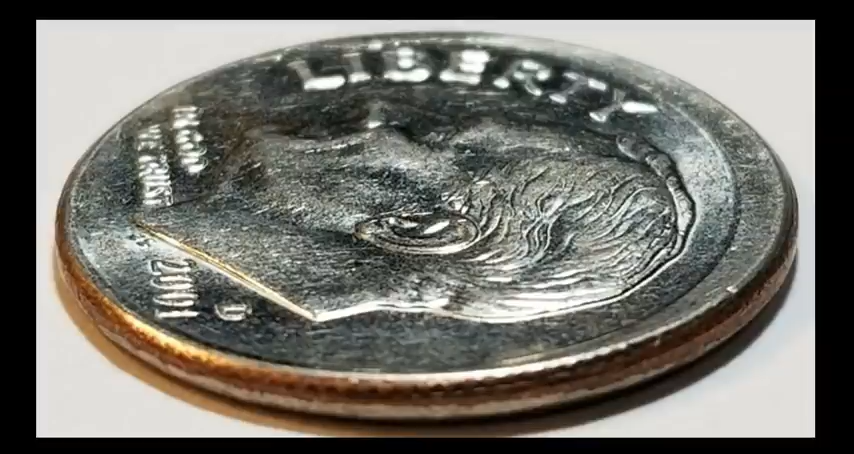 LIBERTY
IN GOD
WE TRUST
2001
D